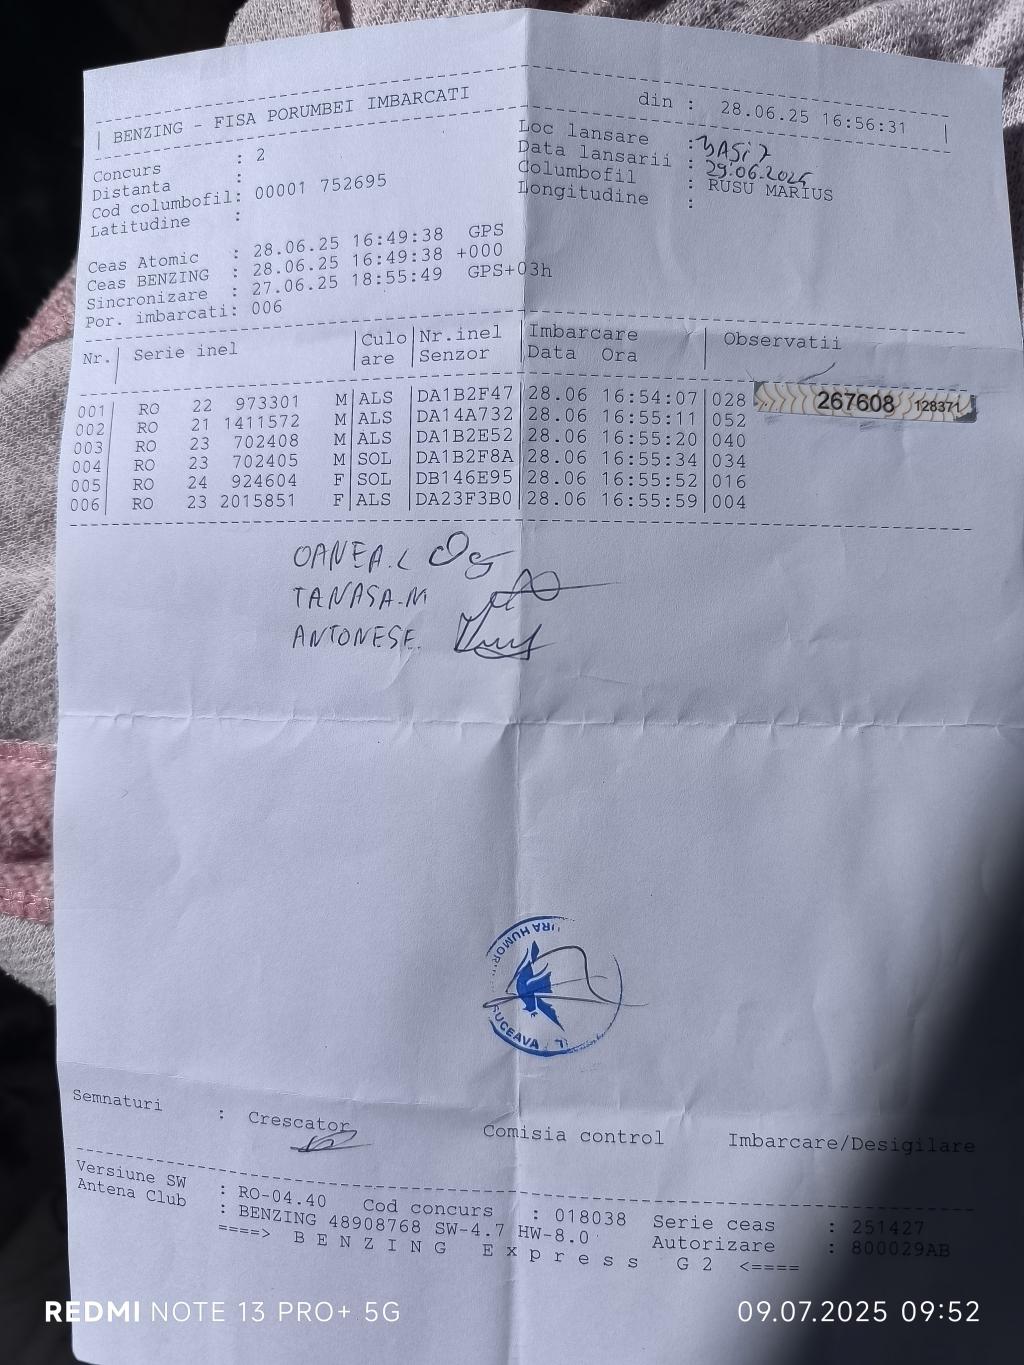 | BENZING - FISA PORUMBEI IMBARCATI din : 28.06.25 16:56:31 |
Concurs : 2 Loc lansare : IASI 7
Distanta : Data lansarii : 29.06.2025
Cod columbofil: 00001 752695 Columbofil : RUSU MARIUS
Latitudine : Longitudine :
Ceas Atomic : 28.06.25 16:49:38 GPS
Ceas BENZING : 28.06.25 16:49:38 +000
Sincronizare : 27.06.25 18:55:49 GPS+03h
Por. imbarcati: 006
Nr.| Serie inel |Culo|Nr.inel |Imbarcare | Observatii
|are |Senzor |Data Ora |
001| RO 22 973301 M|ALS |DA1B2F47|28.06 16:54:07|028 267608 128371
002| RO 21 1411572 M|ALS |DA14A732|28.06 16:55:11|052
003| RO 23 702408 M|ALS |DA1B2E52|28.06 16:55:20|040
004| RO 23 702405 M|SOL |DA1B2F8A|28.06 16:55:34|034
005| RO 24 924604 F|SOL |DB146E95|28.06 16:55:52|016
006| RO 23 2015851 F|ALS |DA23F3B0|28.06 16:55:59|004
OANEA.C
TANASA.M
ANTONESE.
SUCEAVA
Semnaturi : Crescator Comisia control Imbarcare/Desigilare
Versiune SW : RO-04.40 Cod concurs : 018038 Serie ceas : 251427
Antena Club : BENZING 48908768 SW-4.7 HW-8.0 Autorizare : 800029AB
====> B E N Z I N G E x p r e s s G 2 <====
REDMI NOTE 13 PRO+ 5G 09.07.2025 09:52